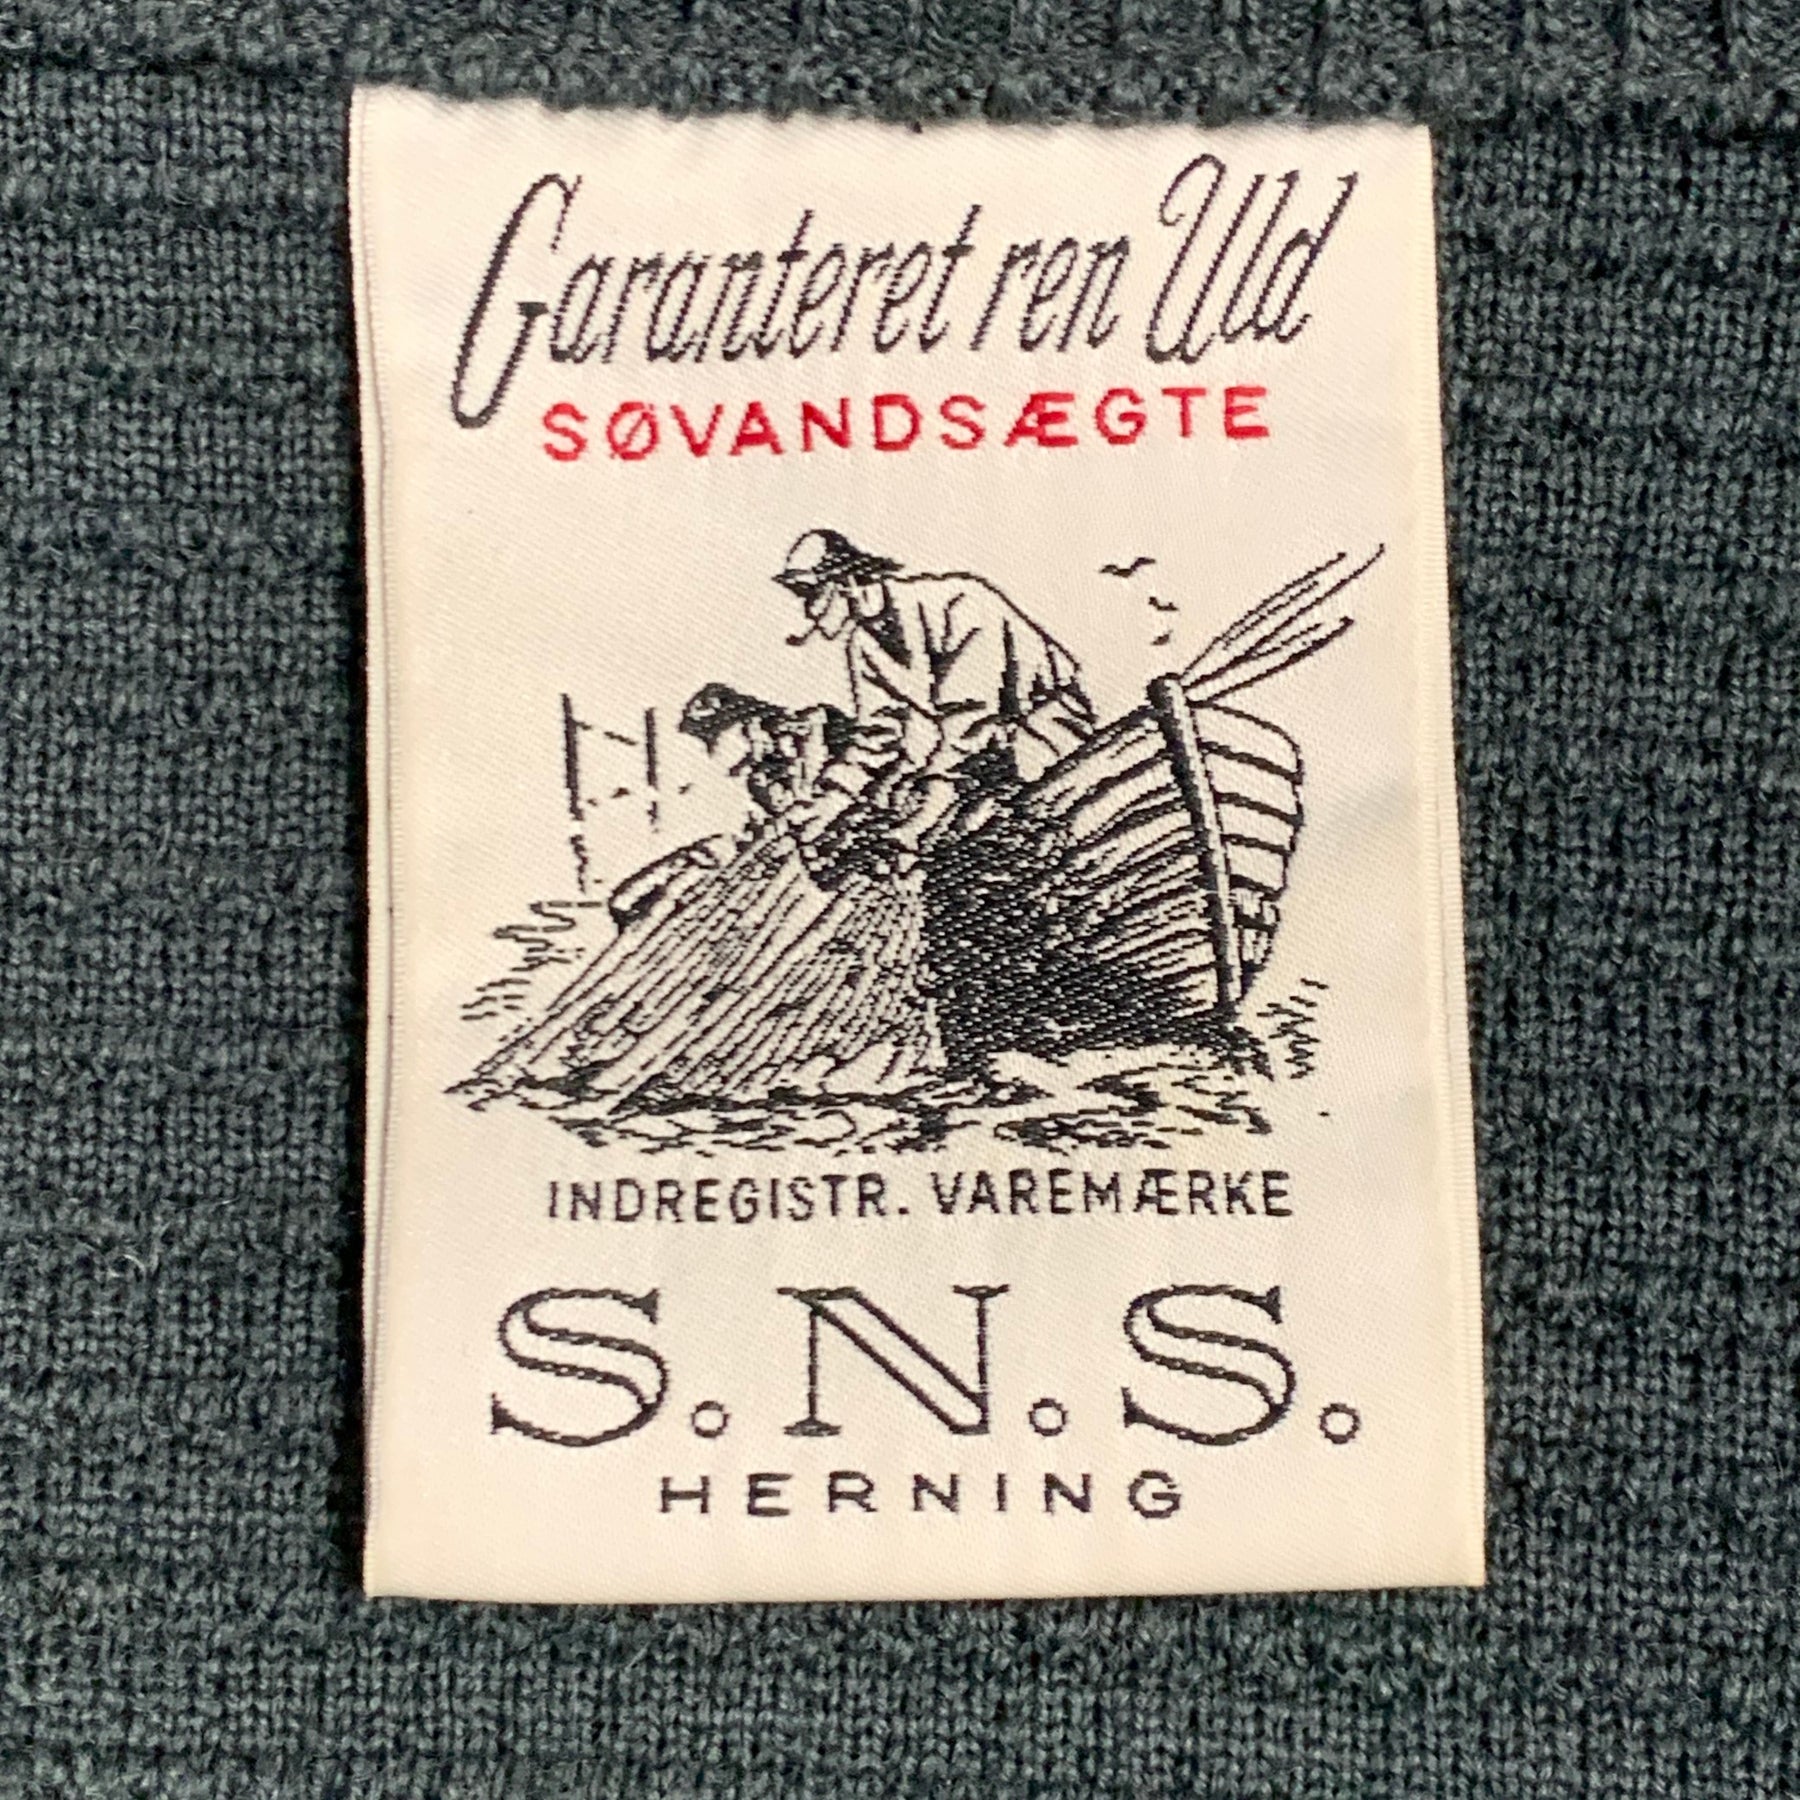 Garanteret ren Uld
SØVANDSÆGTE
INDREGISTR. VAREMÆRKE
S.N.S.
HERNING